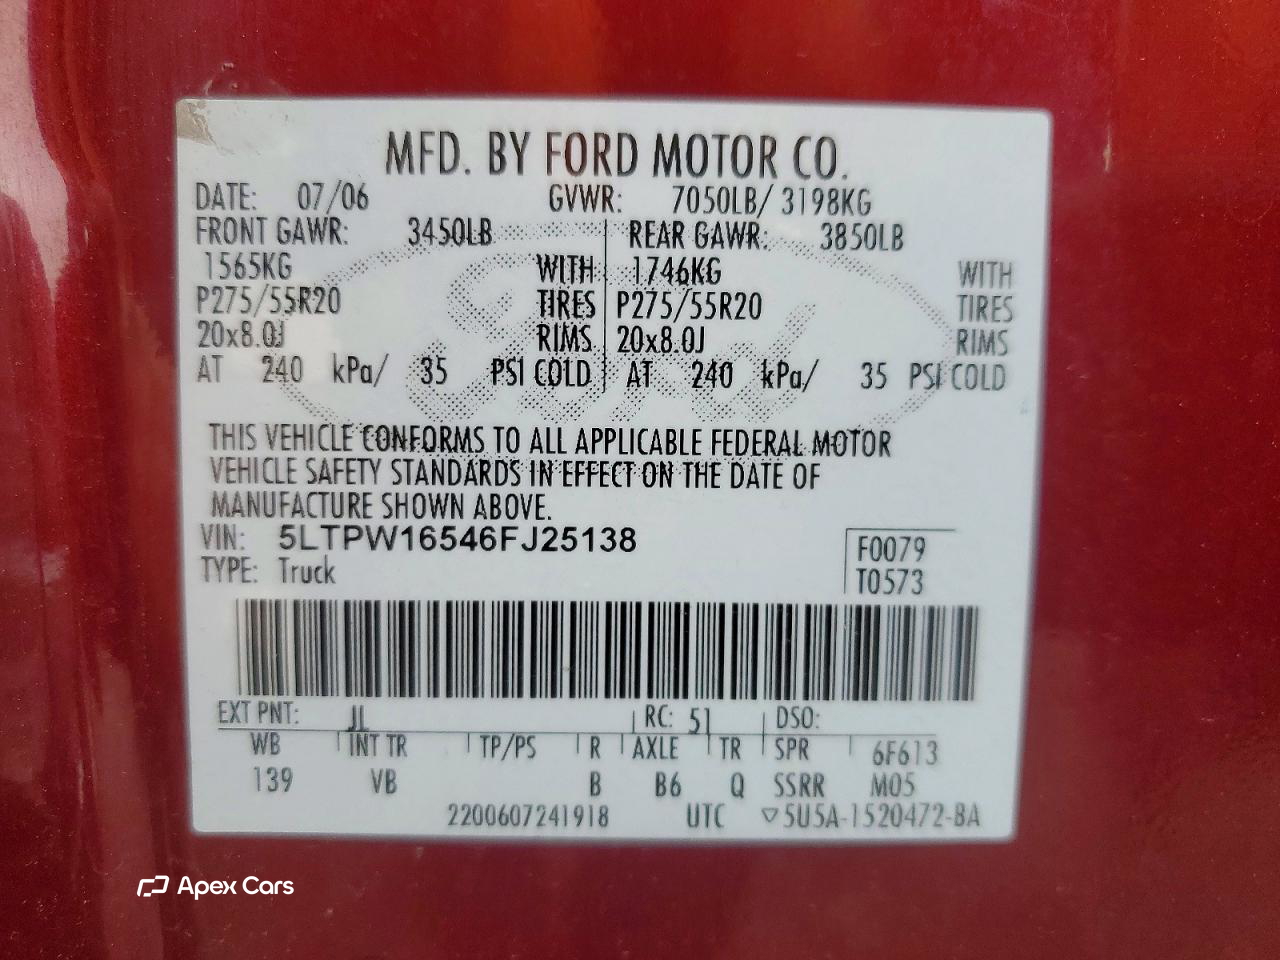 MFD. BY FORD MOTOR CO.
DATE: 07/06 GVWR: 7050LB/ 3198KG
FRONT GAWR: 3450LB REAR GAWR: 3850LB
1565KG WITH 1746KG WITH
P275/55R20 TIRES P275/55R20 TIRES
20x8.0J RIMS 20x8.0J RIMS
AT 240 kPa/ 35 PSI COLD AT 240 kPa/ 35 PSI COLD
Ford
THIS VEHICLE CONFORMS TO ALL APPLICABLE FEDERAL MOTOR
VEHICLE SAFETY STANDARDS IN EFFECT ON THE DATE OF
MANUFACTURE SHOWN ABOVE.
VIN: 5LTPW16546FJ25138 F0079
TYPE: Truck T0573
EXT PNT: JL RC: 51 DSO:
WB INT TR TP/PS R AXLE TR SPR 6F613
139 VB B B6 Q SSRR M05
2200607241918 UTC ▽5U5A-1520472-BA
Apex Cars